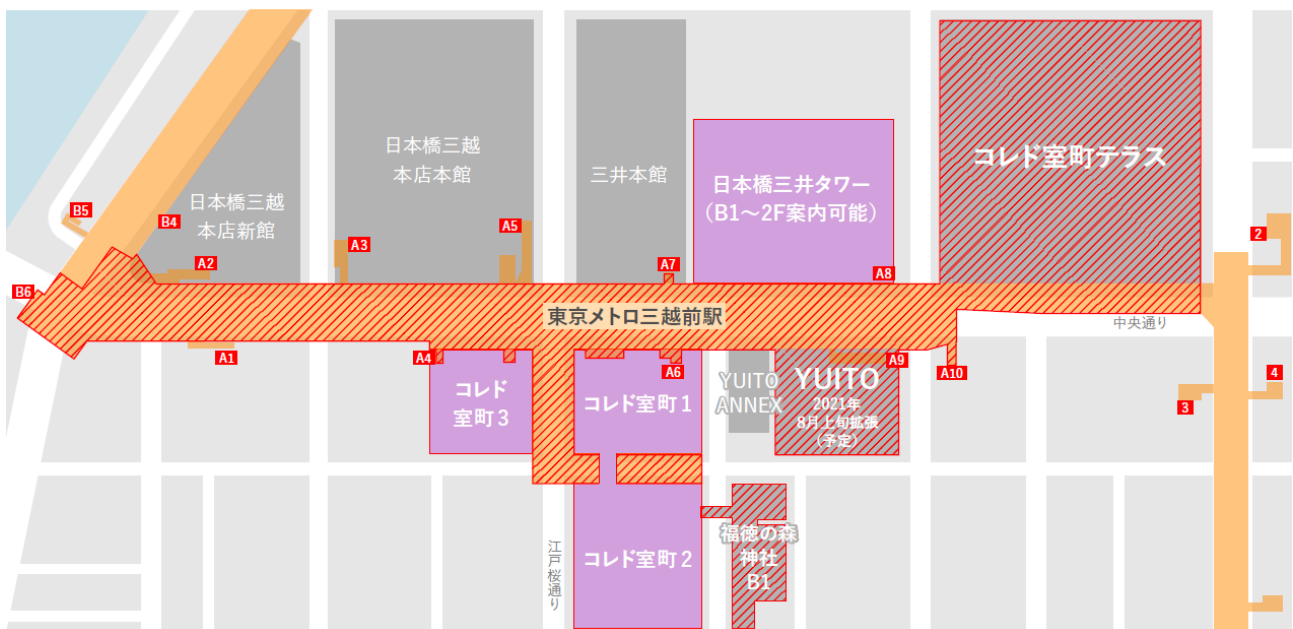 日本橋三越
本店本館
三井本館
コレド室町テラス
日本橋三井タワー
（B1～2F案内可能）
日本橋三越
本店新館
B5
B4
A2
A3
A5
A7
A8
2
B6
東京メトロ三越前駅
中央通り
A1
A4
A6
A9
A10
4
3
コレド
室町3
コレド室町1
YUITO
ANNEX
YUITO
2021年
8月上旬拡張
（予定）
江戸桜通り
コレド室町2
福徳の森
神社
B1